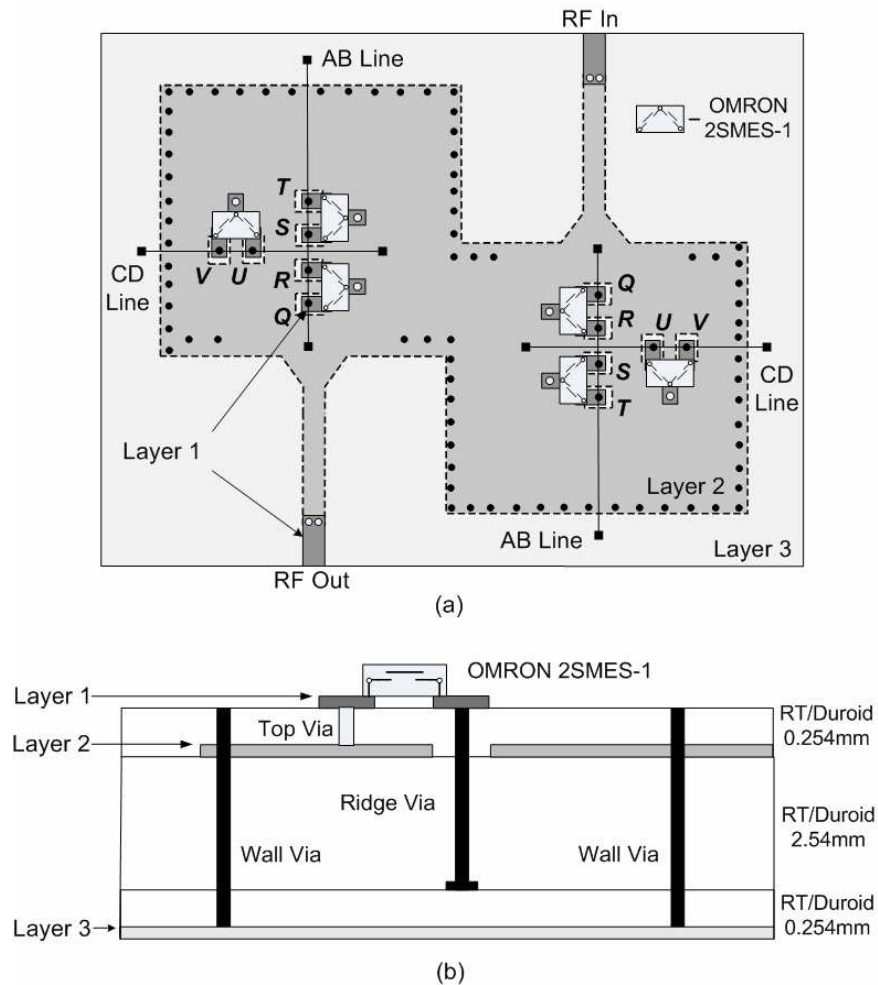 RF In
AB Line
OMRON
2SMES-1
T
S
R
Q
V
U
CD
Line
Q
R
U
V
S
T
CD
Line
Layer 1
Layer 2
AB Line
Layer 3
RF Out
(a)
OMRON 2SMES-1
Layer 1
Top Via
RT/Duroid
0.254mm
Layer 2
Ridge Via
RT/Duroid
2.54mm
Wall Via
Wall Via
RT/Duroid
0.254mm
Layer 3
(b)